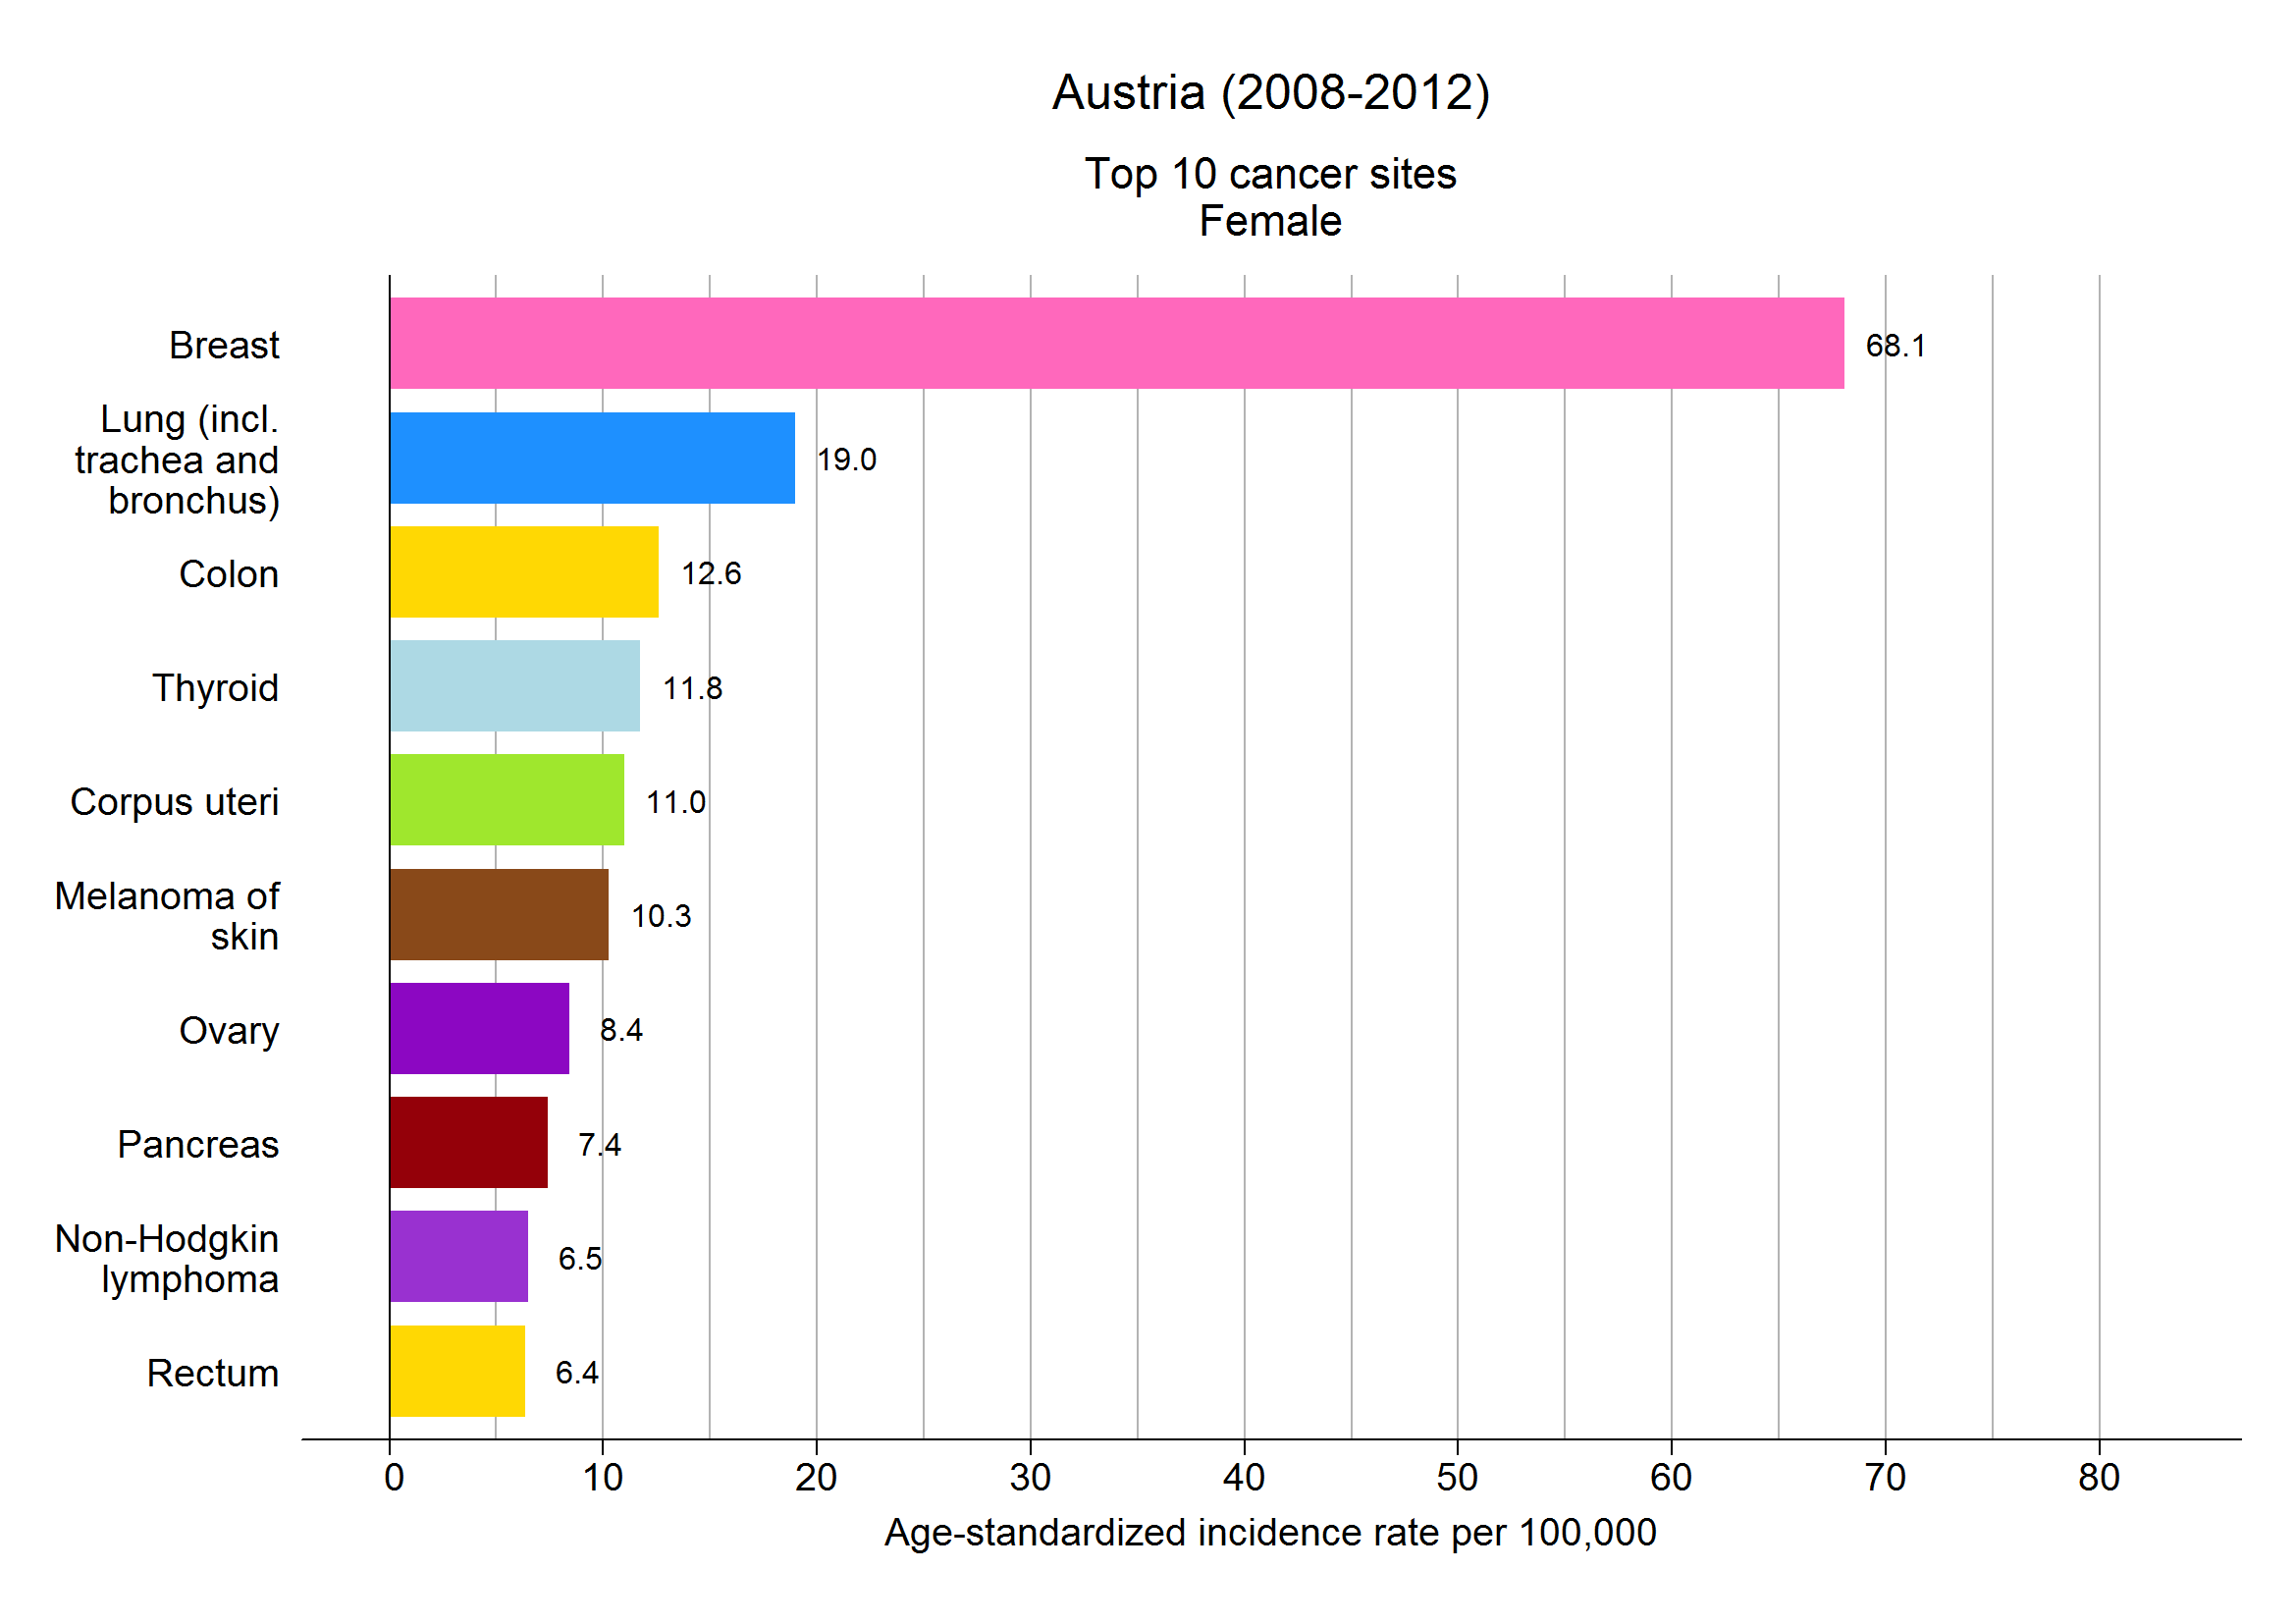 Austria (2008-2012)
Top 10 cancer sites
Female
Breast
68.1
Lung (incl.
trachea and
bronchus)
19.0
Colon
12.6
Thyroid
11.8
Corpus uteri
11.0
Melanoma of
skin
10.3
Ovary
8.4
Pancreas
7.4
Non-Hodgkin
lymphoma
6.5
Rectum
6.4
0 10 20 30 40 50 60 70 80
Age-standardized incidence rate per 100,000